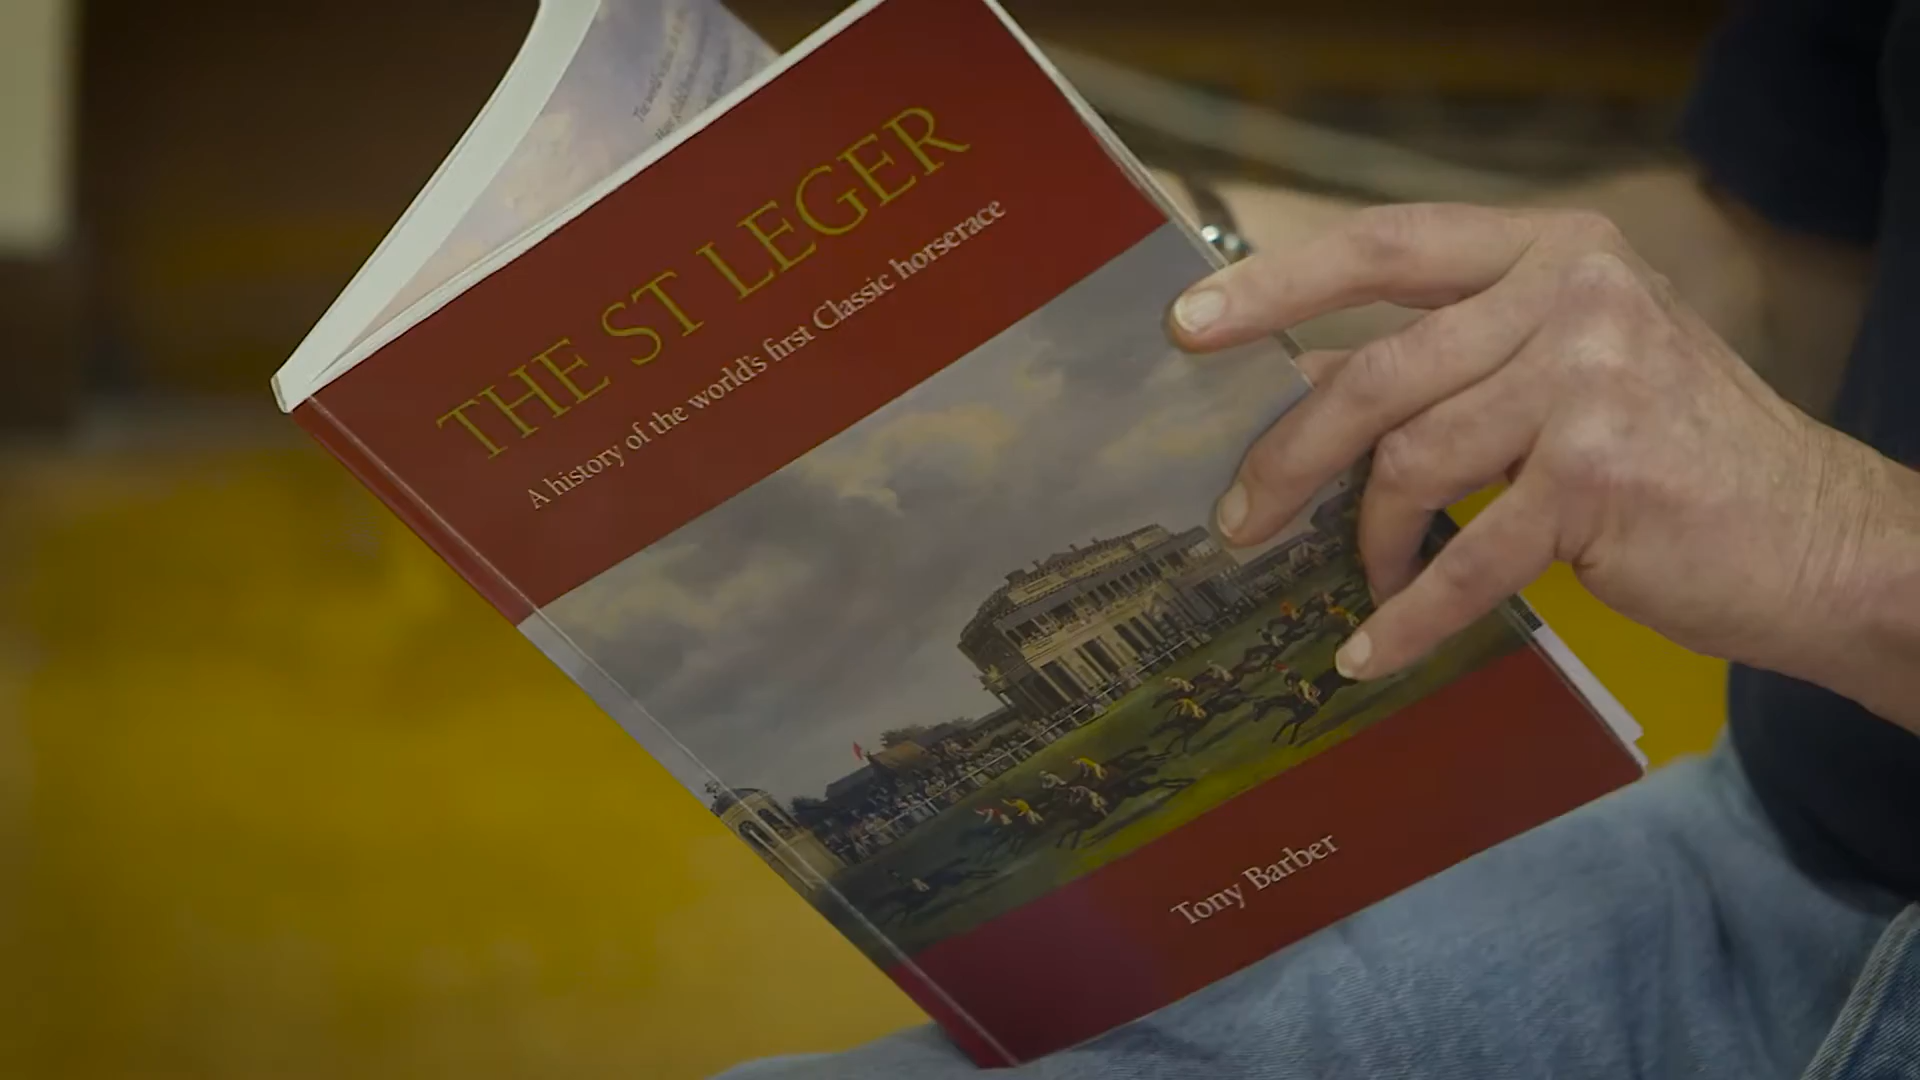 THE ST LEGER
A history of the world's first Classic horserace
Tony Barber